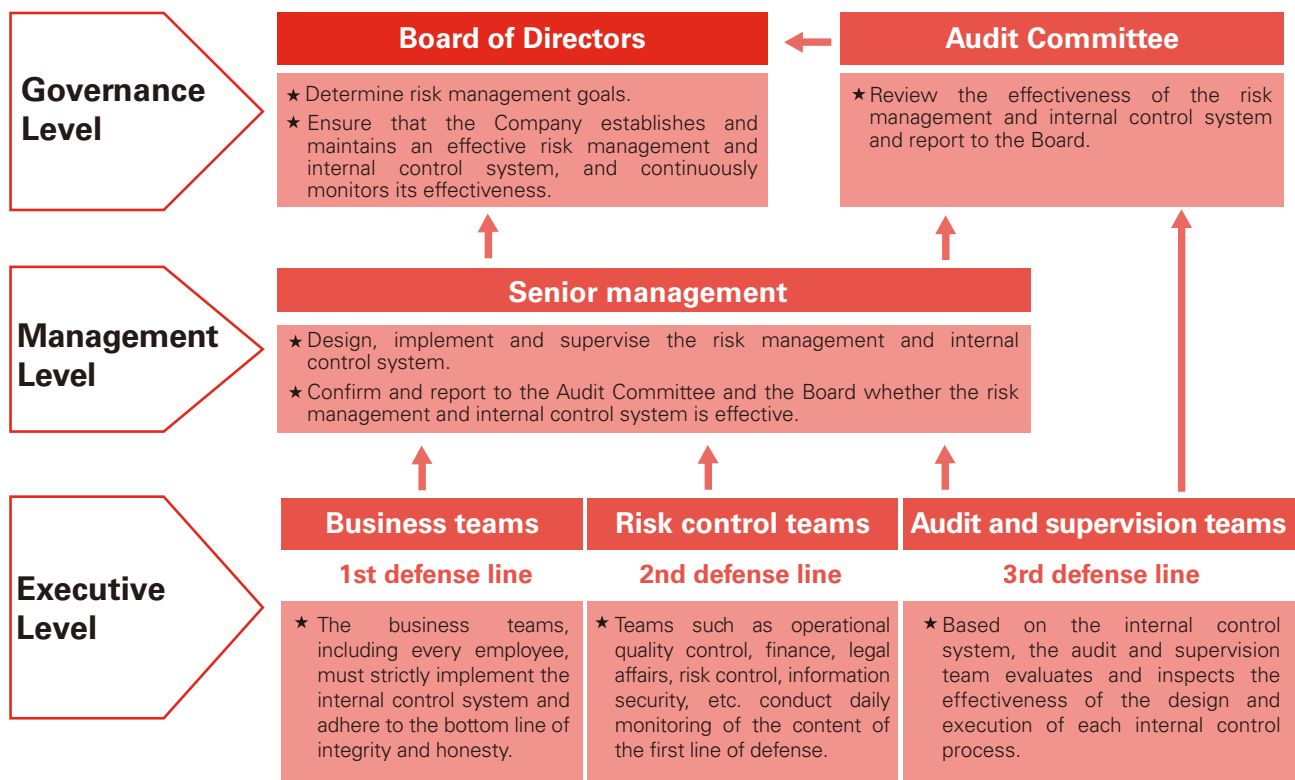 Governance
Level
Board of Directors
★ Determine risk management goals.
★ Ensure that the Company establishes and
maintains an effective risk management and
internal control system, and continuously
monitors its effectiveness.
Audit Committee
★ Review the effectiveness of the risk
management and internal control system
and report to the Board.
Management
Level
Senior management
★ Design, implement and supervise the risk management and internal
control system.
★ Confirm and report to the Audit Committee and the Board whether the risk
management and internal control system is effective.
Executive
Level
Business teams
1st defense line
★ The business teams,
including every employee,
must strictly implement the
internal control system and
adhere to the bottom line of
integrity and honesty.
Risk control teams
2nd defense line
★ Teams such as operational
quality control, finance, legal
affairs, risk control, information
security, etc. conduct daily
monitoring of the content of
the first line of defense.
Audit and supervision teams
3rd defense line
★ Based on the internal control
system, the audit and supervision
team evaluates and inspects the
effectiveness of the design and
execution of each internal control
process.